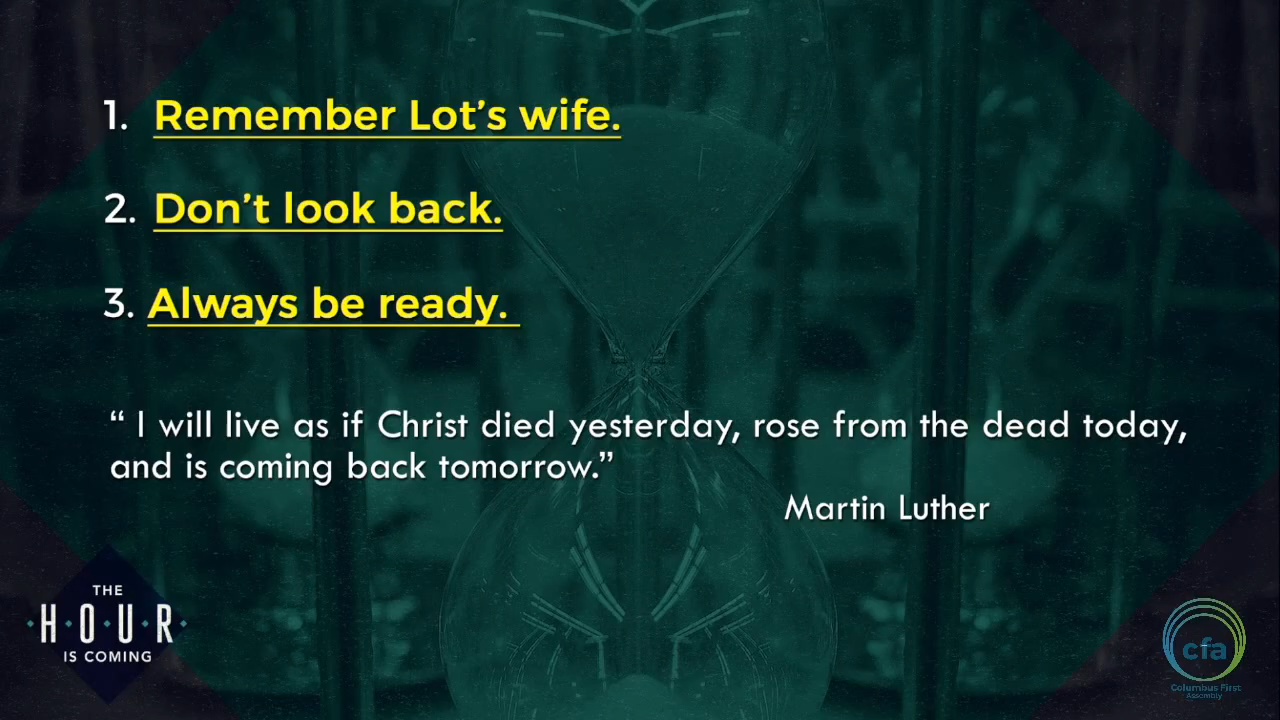 1. Remember Lot’s wife.
2. Don’t look back.
3. Always be ready.
“ I will live as if Christ died yesterday, rose from the dead today,
and is coming back tomorrow.”
Martin Luther
THE
H·O·U·R
IS COMING
cfa
Columbus First
Assembly